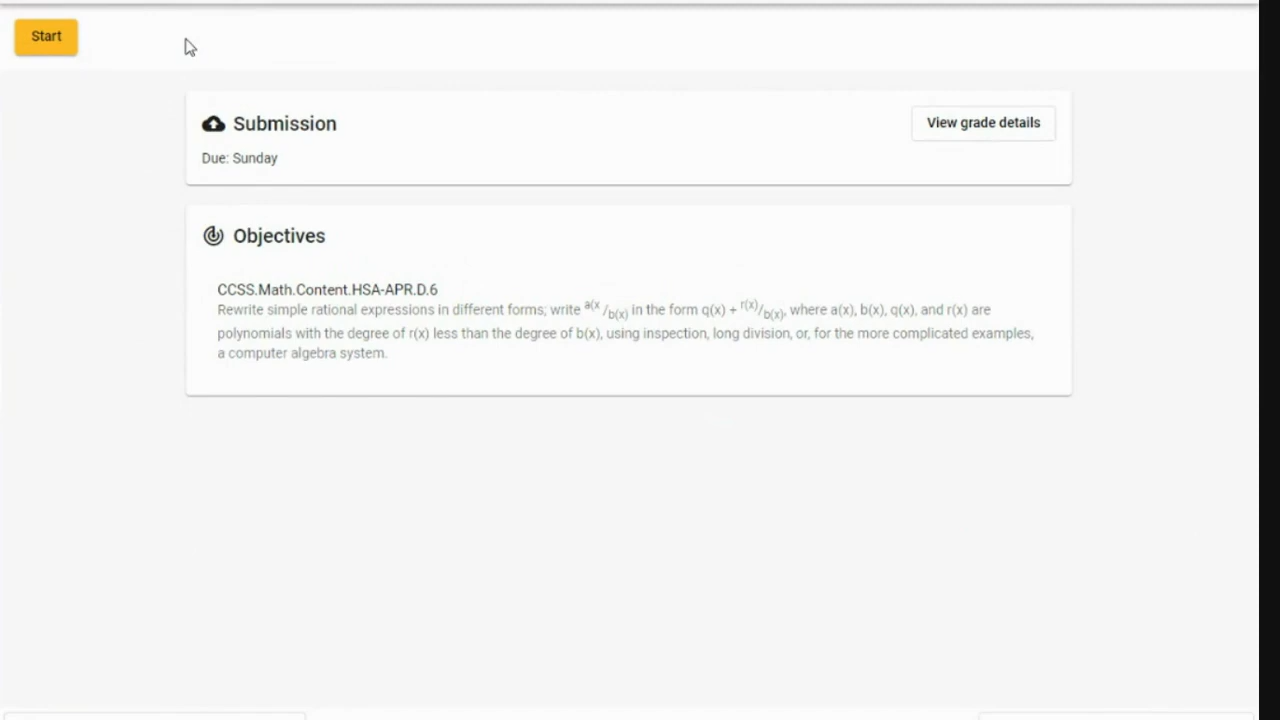 Start
Submission
View grade details
Due: Sunday
Objectives
CCSS.Math.Content.HSA-APR.D.6
Rewrite simple rational expressions in different forms; write a(x /b(x) in the form q(x) + r(x)/b(x), where a(x), b(x), q(x), and r(x) are
polynomials with the degree of r(x) less than the degree of b(x), using inspection, long division, or, for the more complicated examples,
a computer algebra system.